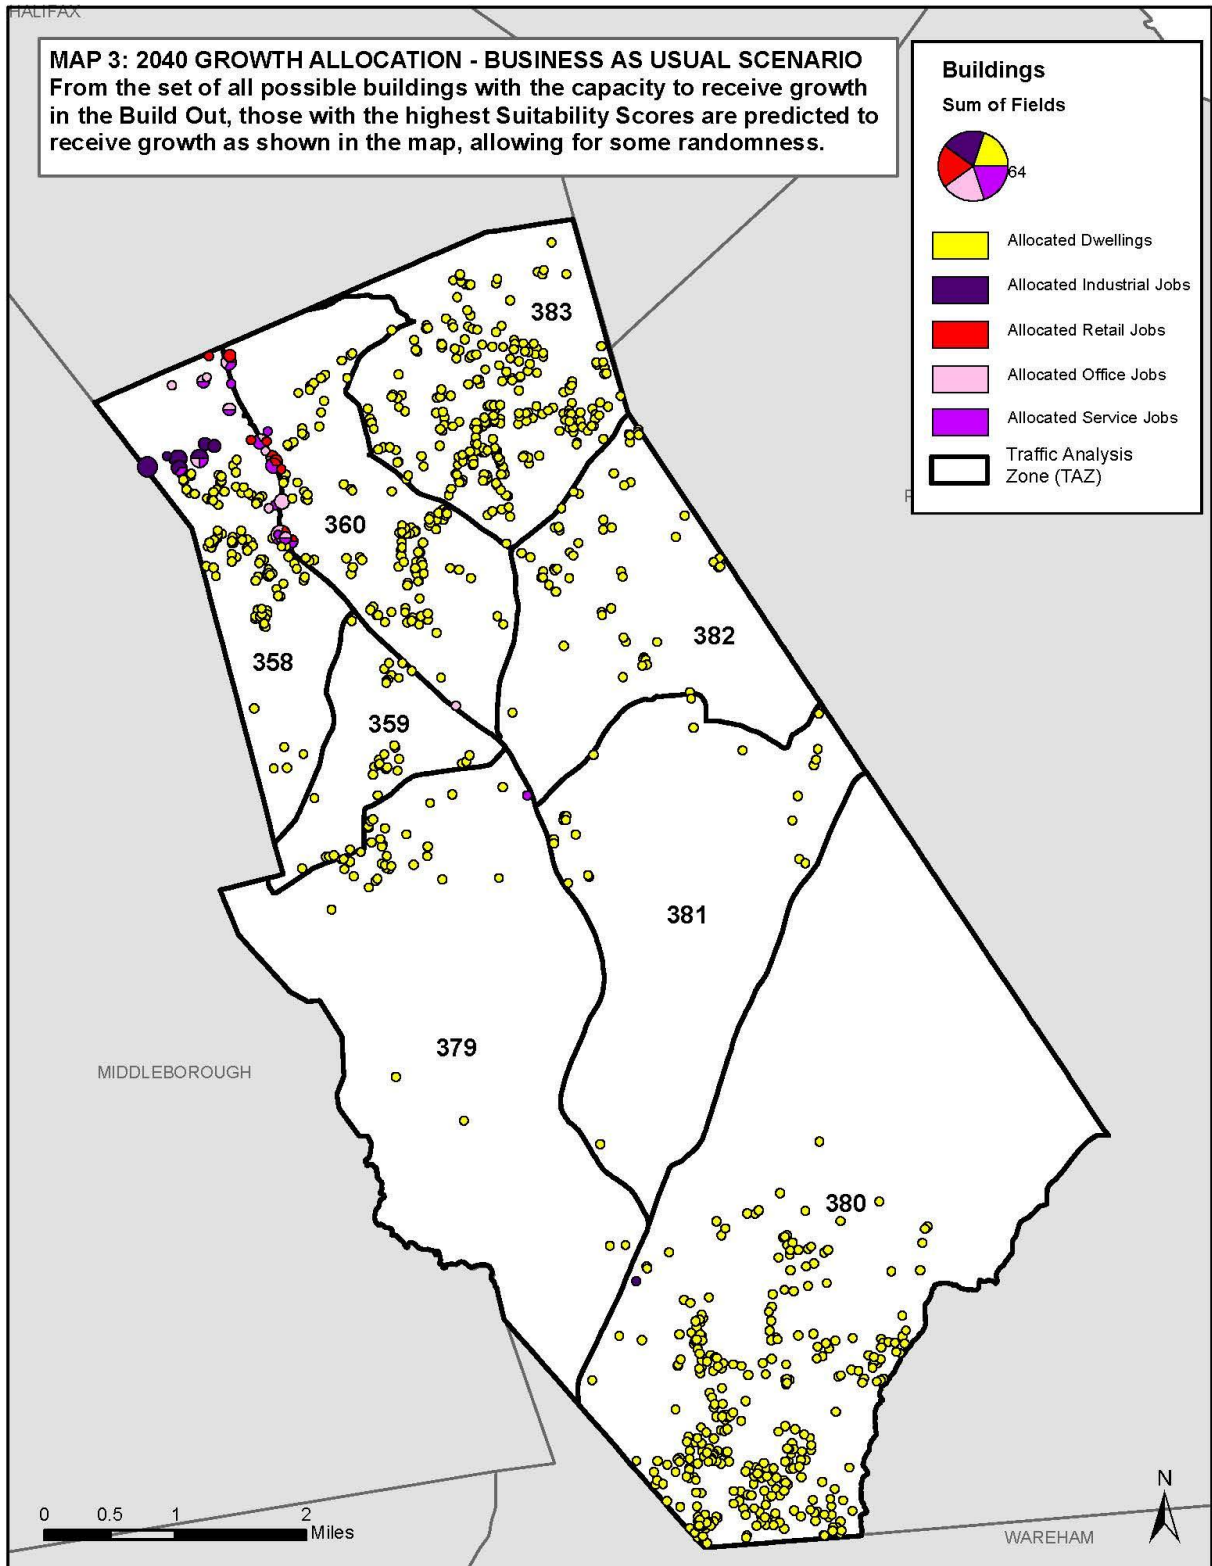 HALIFAX
MAP 3: 2040 GROWTH ALLOCATION - BUSINESS AS USUAL SCENARIO
From the set of all possible buildings with the capacity to receive growth
in the Build Out, those with the highest Suitability Scores are predicted to
receive growth as shown in the map, allowing for some randomness.
Buildings
Sum of Fields
64
Allocated Dwellings
Allocated Industrial Jobs
Allocated Retail Jobs
Allocated Office Jobs
Allocated Service Jobs
Traffic Analysis
Zone (TAZ)
383
360
382
358
359
381
379
MIDDLEBOROUGH
380
0 0.5 1 2
Miles
N
WAREHAM